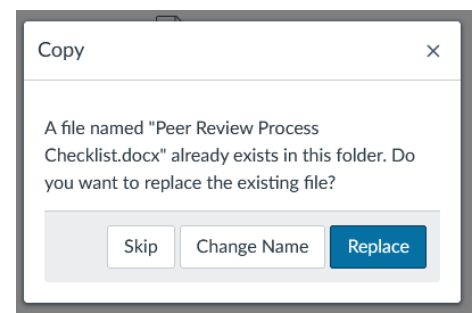 Copy
A file named "Peer Review Process
Checklist.docx" already exists in this folder. Do
you want to replace the existing file?
Skip
Change Name
Replace